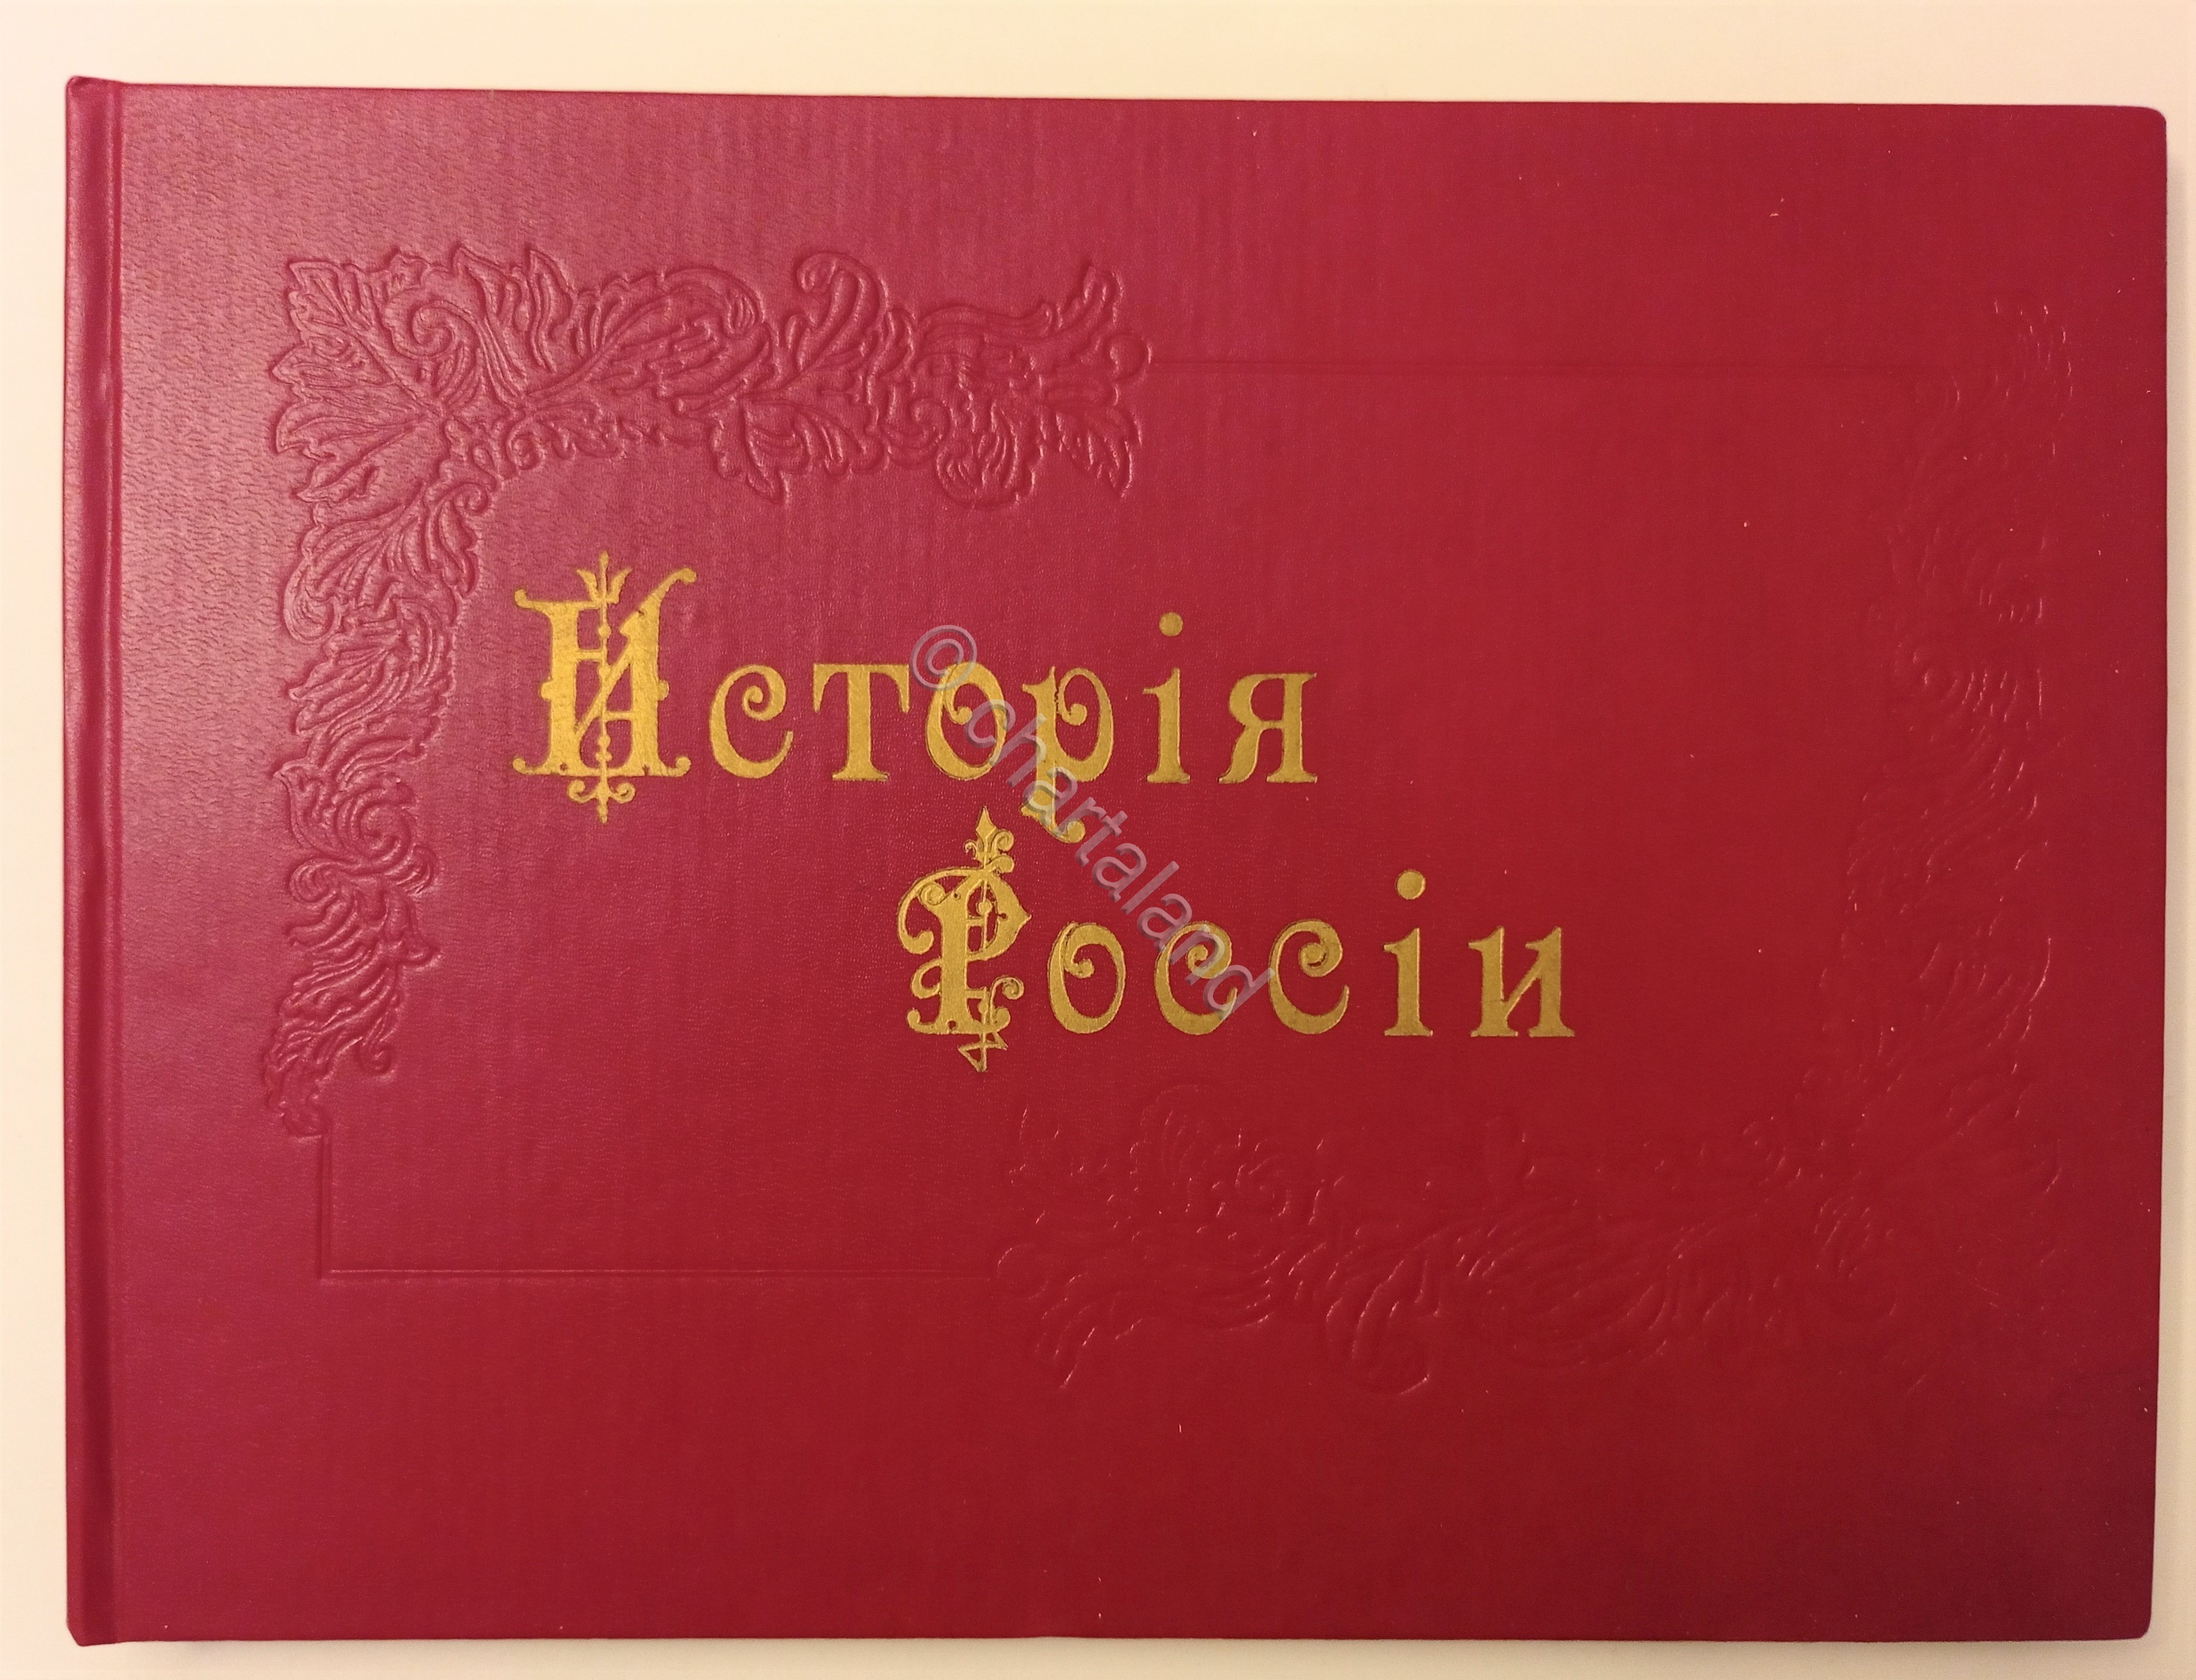 Исторія
Россіи
© chartaland